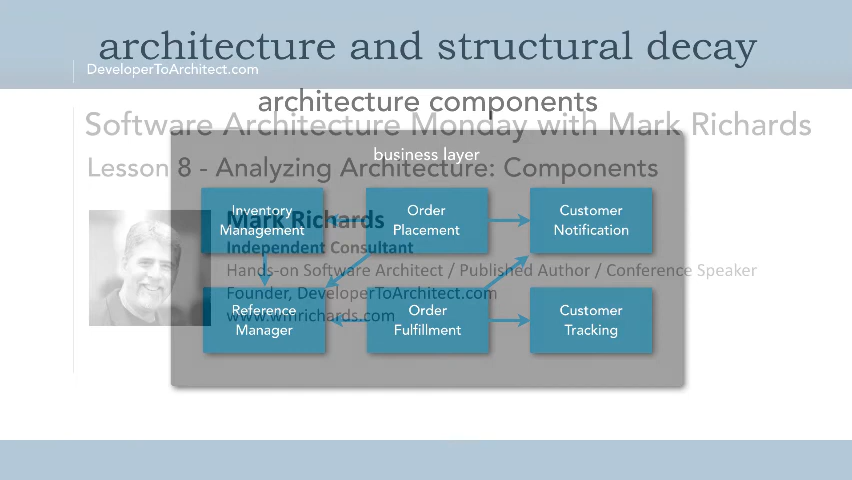 architecture and structural decay
DeveloperToArchitect.com
architecture components
Software Architecture Monday with Mark Richards
business layer
Lesson 8 - Analyzing Architecture: Components
Inventory
Management
Order
Placement
Customer
Notification
Mark Richards
Independent Consultant
Hands-on Software Architect / Published Author / Conference Speaker
Founder, DeveloperToArchitect.com
www.wmrichards.com
Reference
Manager
Order
Fulfillment
Customer
Tracking